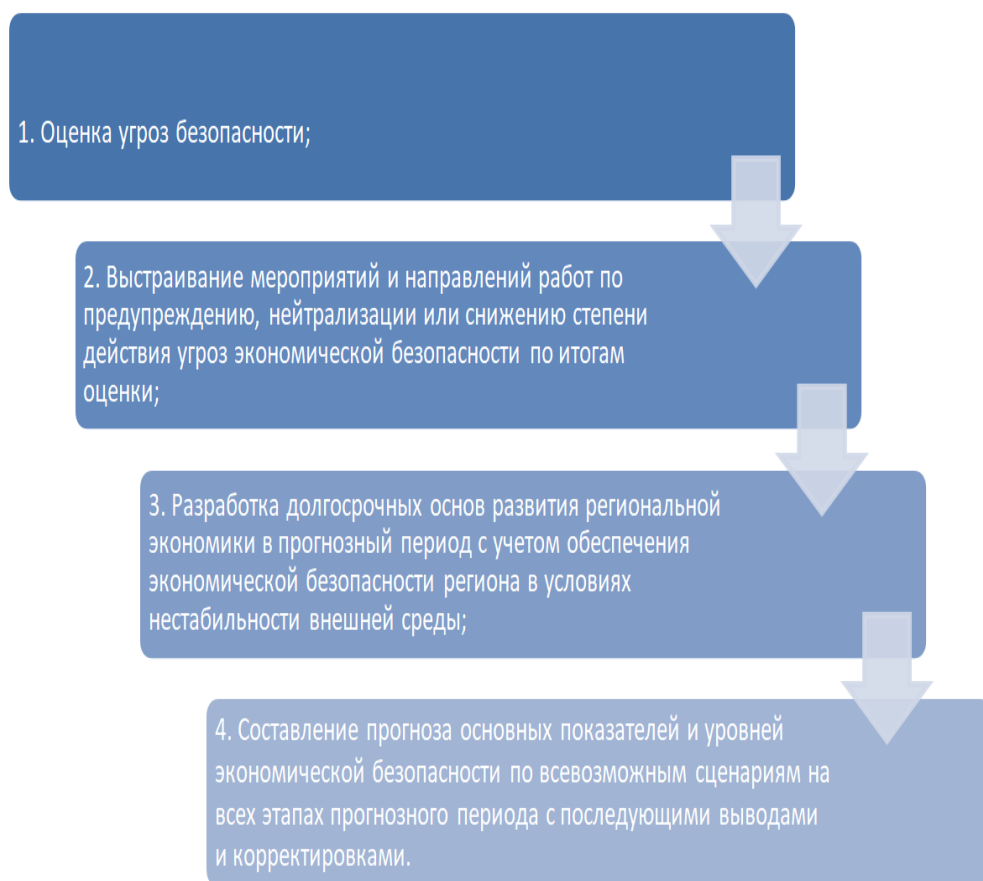 1. Оценка угроз безопасности;
2. Выстраивание мероприятий и направлений работ по
предупреждению, нейтрализации или снижению степени
действия угроз экономической безопасности по итогам
оценки;
3. Разработка долгосрочных основ развития региональной
экономики в прогнозный период с учетом обеспечения
экономической безопасности региона в условиях
нестабильности внешней среды;
4. Составление прогноза основных показателей и уровней
экономической безопасности по всевозможным сценариям на
всех этапах прогнозного периода с последующими выводами
и корректировками.